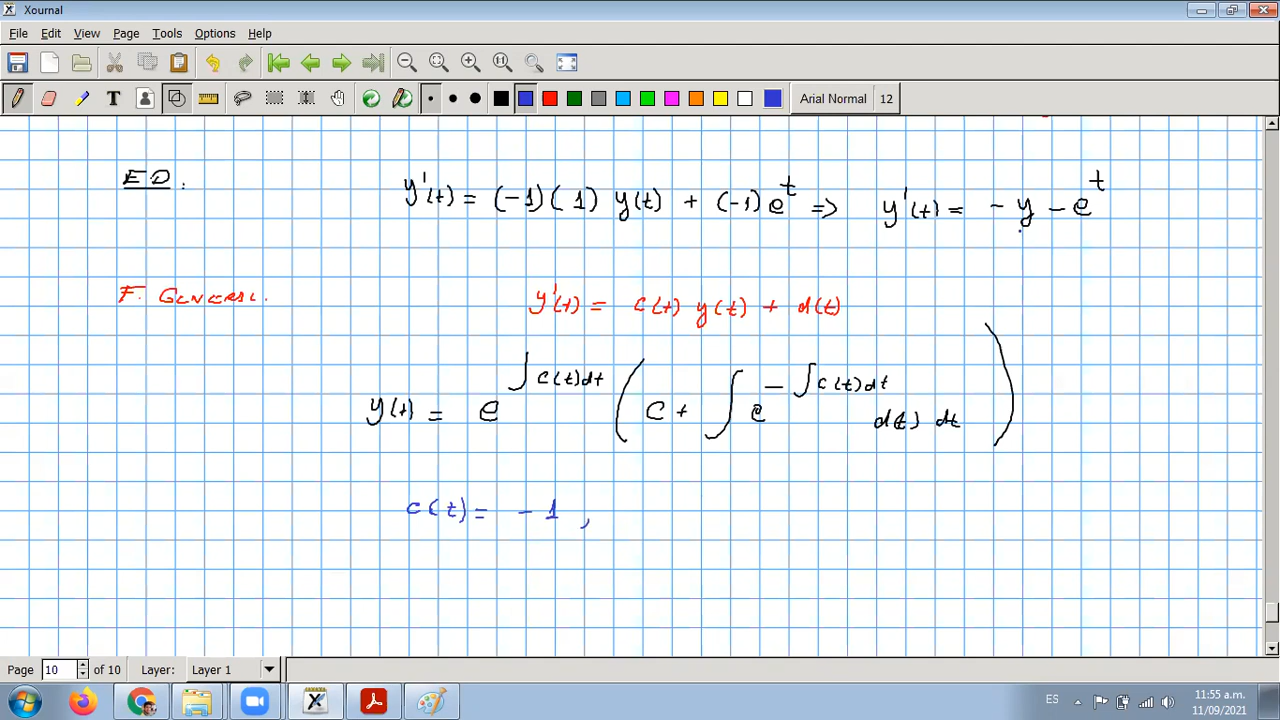 Xournal
File Edit View Page Tools Options Help
Arial Normal 12
ED.
y'(t) = (-1)(1) y(t) + (-1)e^t => y'(t) = -y - e^t
F. General.
y'(t) = c(t) y(t) + d(t)
y(t) = e^{∫c(t)dt} ( C + ∫ e^{-∫c(t)dt} d(t) dt )
c(t) = -1 ,
Page 10 of 10 Layer: Layer 1
ES 11:55 a.m.
11/09/2021